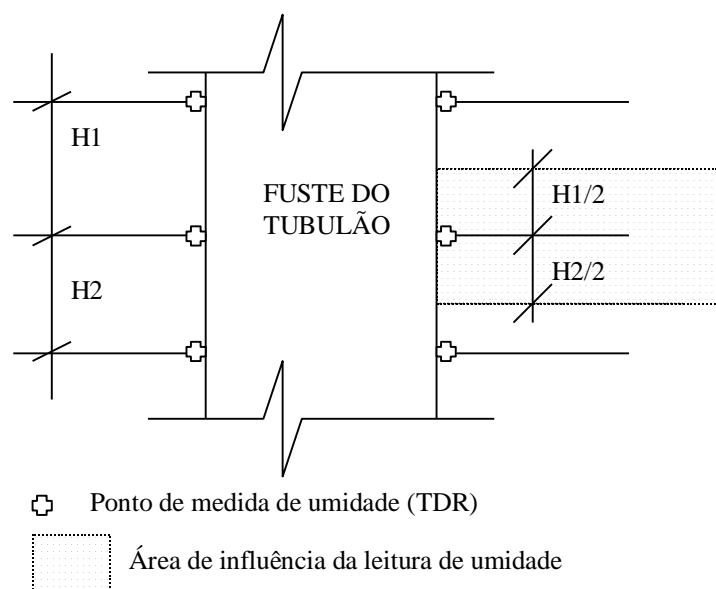 H1
FUSTE DO
TUBULÃO
H1/2
H2
H2/2
Ponto de medida de umidade (TDR)
Área de influência da leitura de umidade